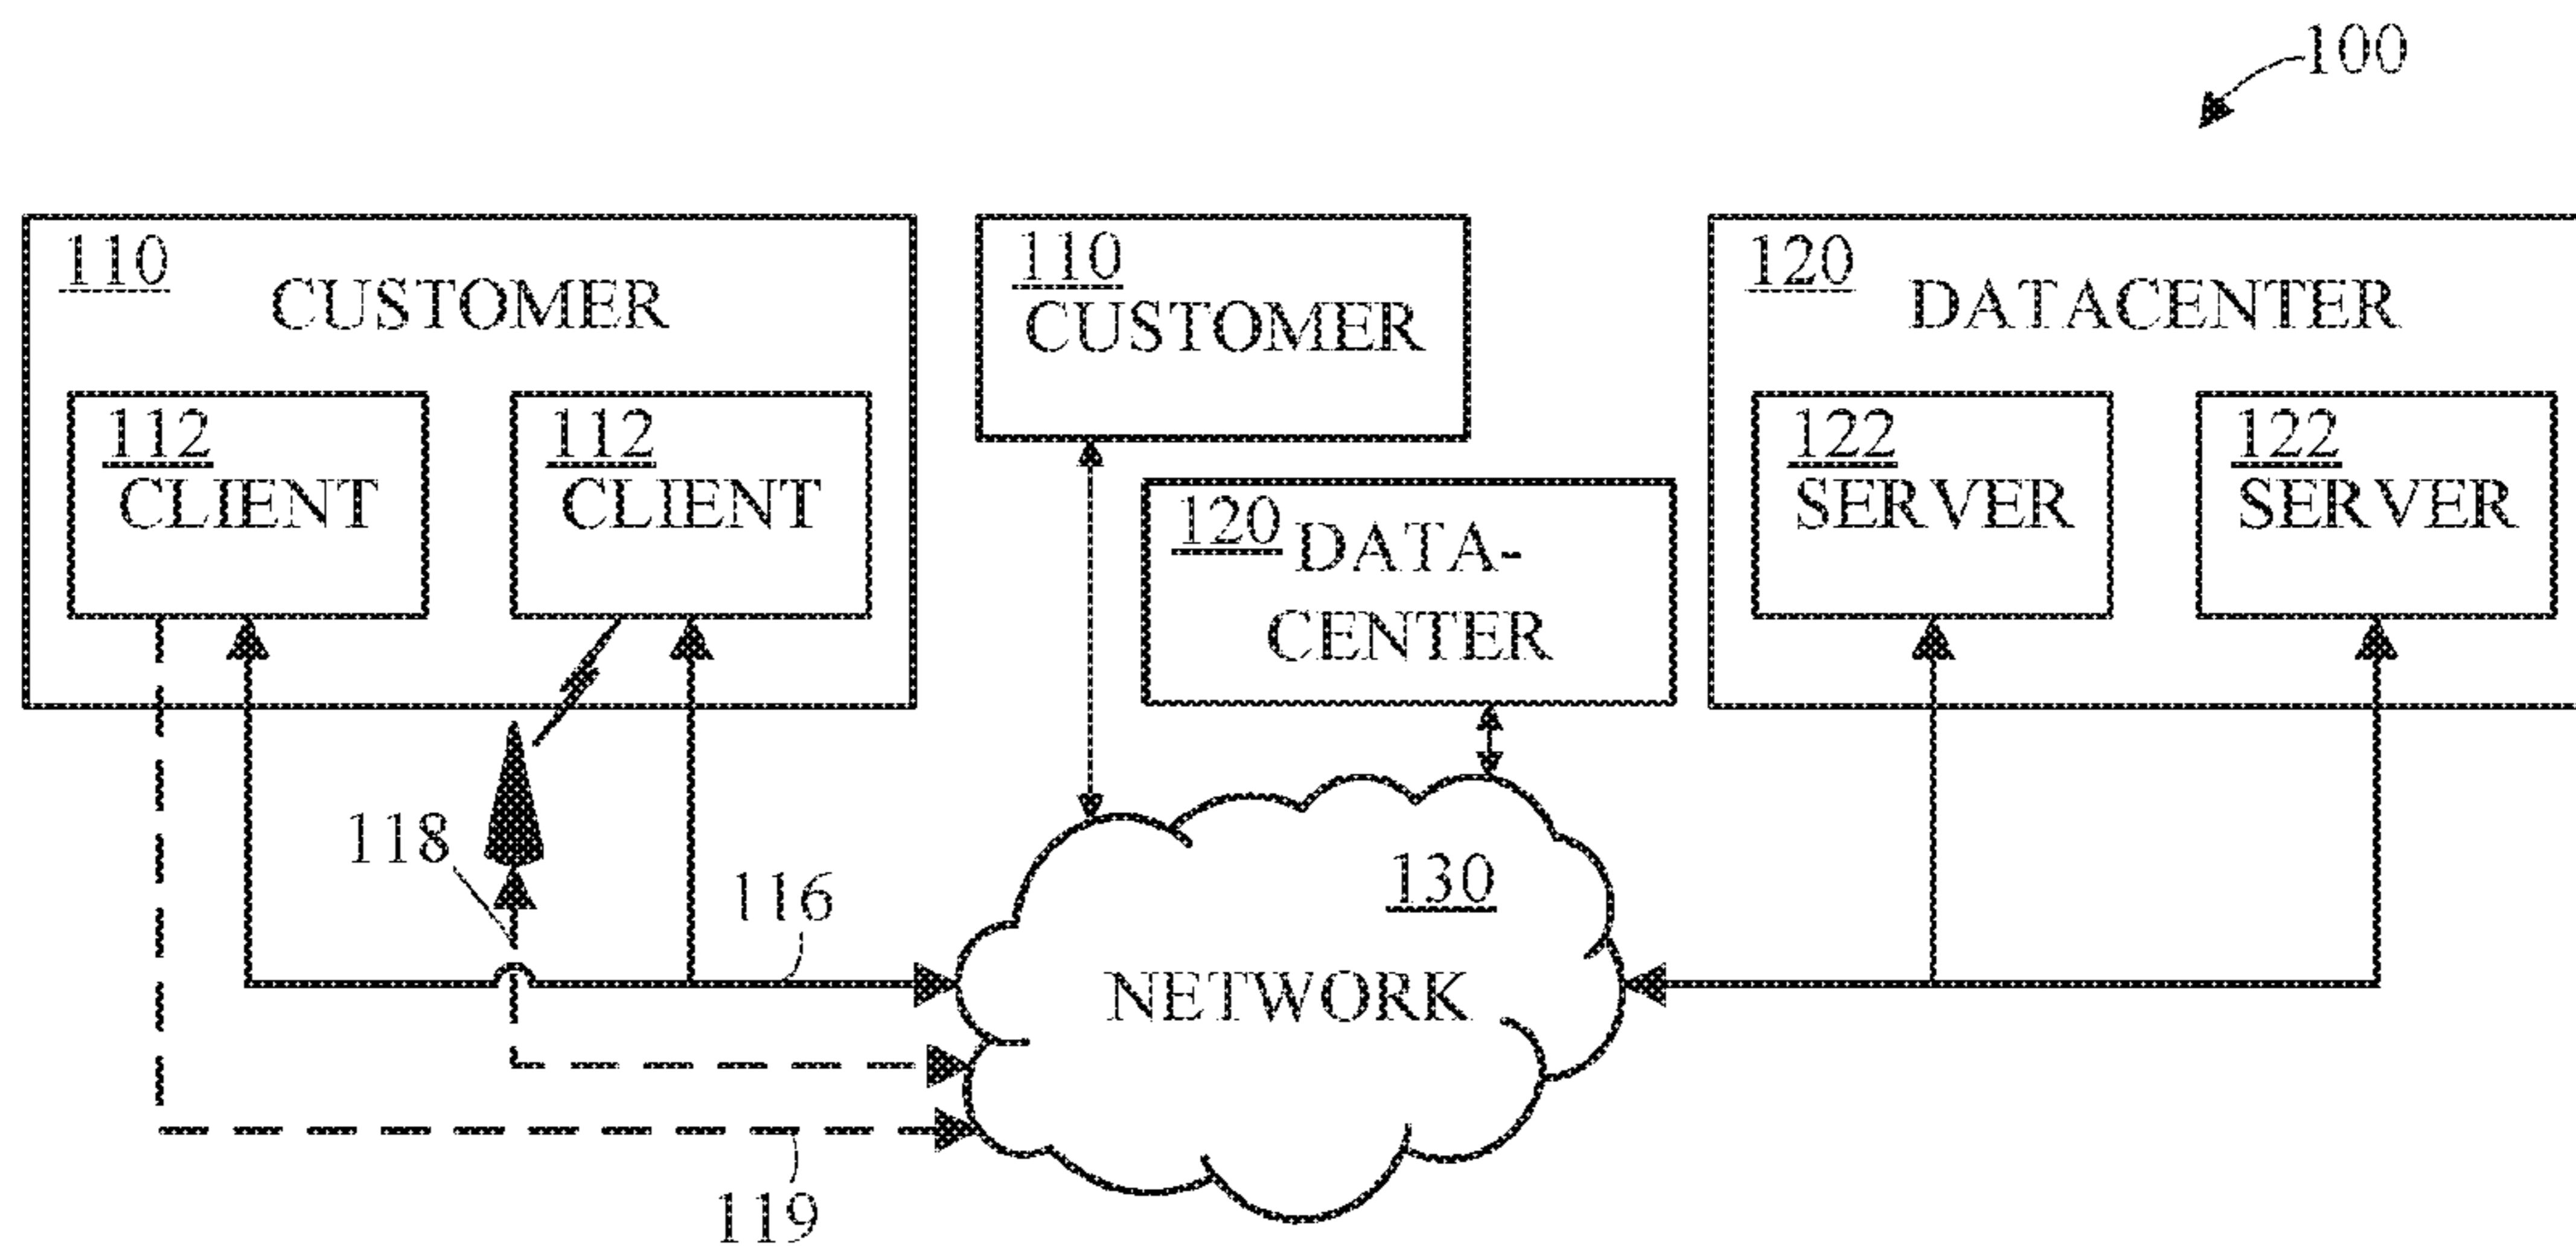 100
110
CUSTOMER
112
CLIENT
112
CLIENT
110
CUSTOMER
120
DATA-
CENTER
120
DATACENTER
122
SERVER
122
SERVER
118
116
130
NETWORK
119